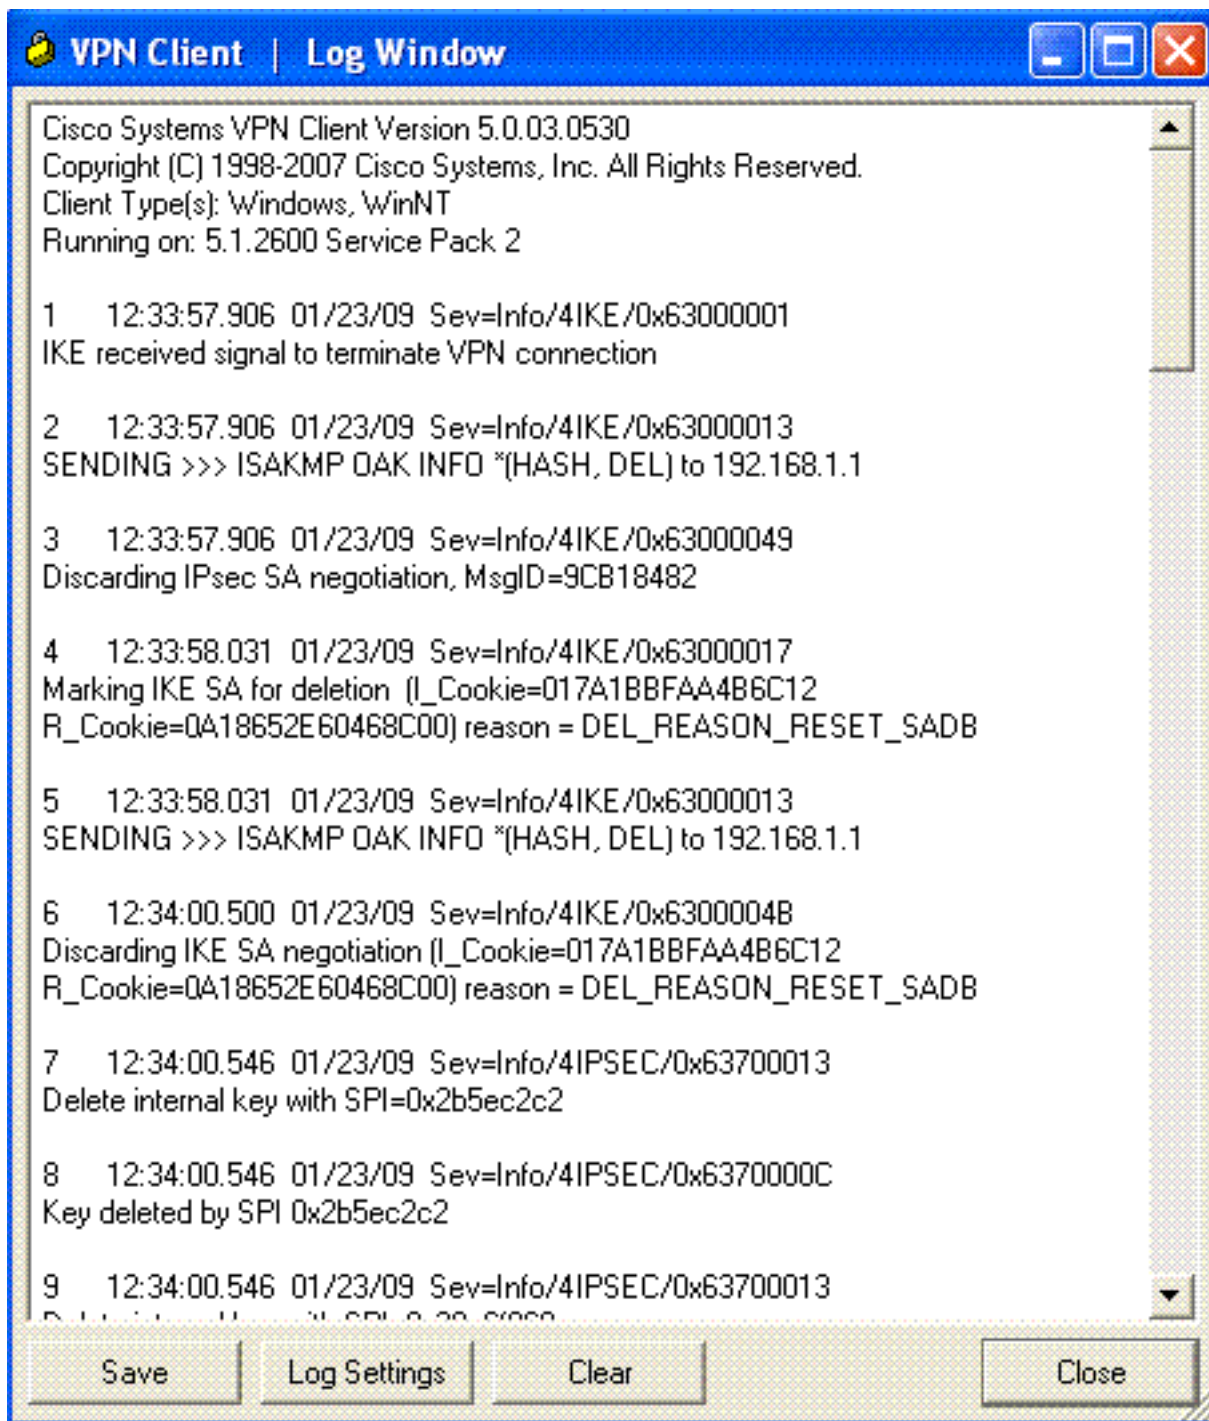 VPN Client | Log Window
Cisco Systems VPN Client Version 5.0.03.0530
Copyright (C) 1998-2007 Cisco Systems, Inc. All Rights Reserved.
Client Type(s): Windows, WinNT
Running on: 5.1.2600 Service Pack 2
1 12:33:57.906 01/23/09 Sev=Info/4IKE/0x63000001
IKE received signal to terminate VPN connection
2 12:33:57.906 01/23/09 Sev=Info/4IKE/0x63000013
SENDING >>> ISAKMP OAK INFO *(HASH, DEL) to 192.168.1.1
3 12:33:57.906 01/23/09 Sev=Info/4IKE/0x63000049
Discarding IPsec SA negotiation, MsgID=9CB18482
4 12:33:58.031 01/23/09 Sev=Info/4IKE/0x63000017
Marking IKE SA for deletion (I_Cookie=017A1BBFAA4B6C12
R_Cookie=0A18652E60468C00) reason = DEL_REASON_RESET_SADB
5 12:33:58.031 01/23/09 Sev=Info/4IKE/0x63000013
SENDING >>> ISAKMP OAK INFO *(HASH, DEL) to 192.168.1.1
6 12:34:00.500 01/23/09 Sev=Info/4IKE/0x6300004B
Discarding IKE SA negotiation (I_Cookie=017A1BBFAA4B6C12
R_Cookie=0A18652E60468C00) reason = DEL_REASON_RESET_SADB
7 12:34:00.546 01/23/09 Sev=Info/4IPSEC/0x63700013
Delete internal key with SPI=0x2b5ec2c2
8 12:34:00.546 01/23/09 Sev=Info/4IPSEC/0x6370000C
Key deleted by SPI 0x2b5ec2c2
9 12:34:00.546 01/23/09 Sev=Info/4IPSEC/0x63700013
Save Log Settings Clear Close